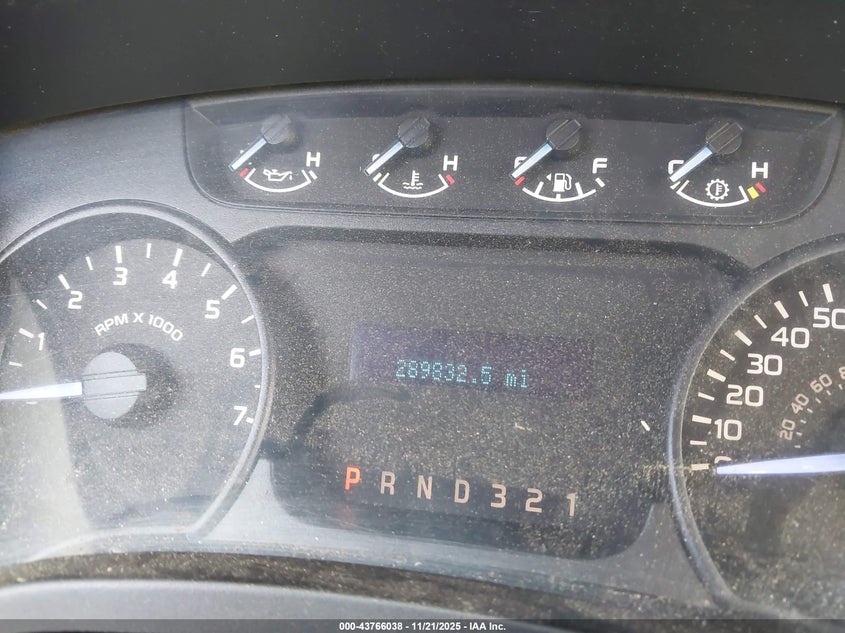 H H E F C H
1 2 3 4 5 6 7
RPM X 1000
289832.5 mi
P R N D 3 2 1
0 10 20 30 40 50
20 40 60
000-43766038 - 11/21/2025 - IAA Inc.